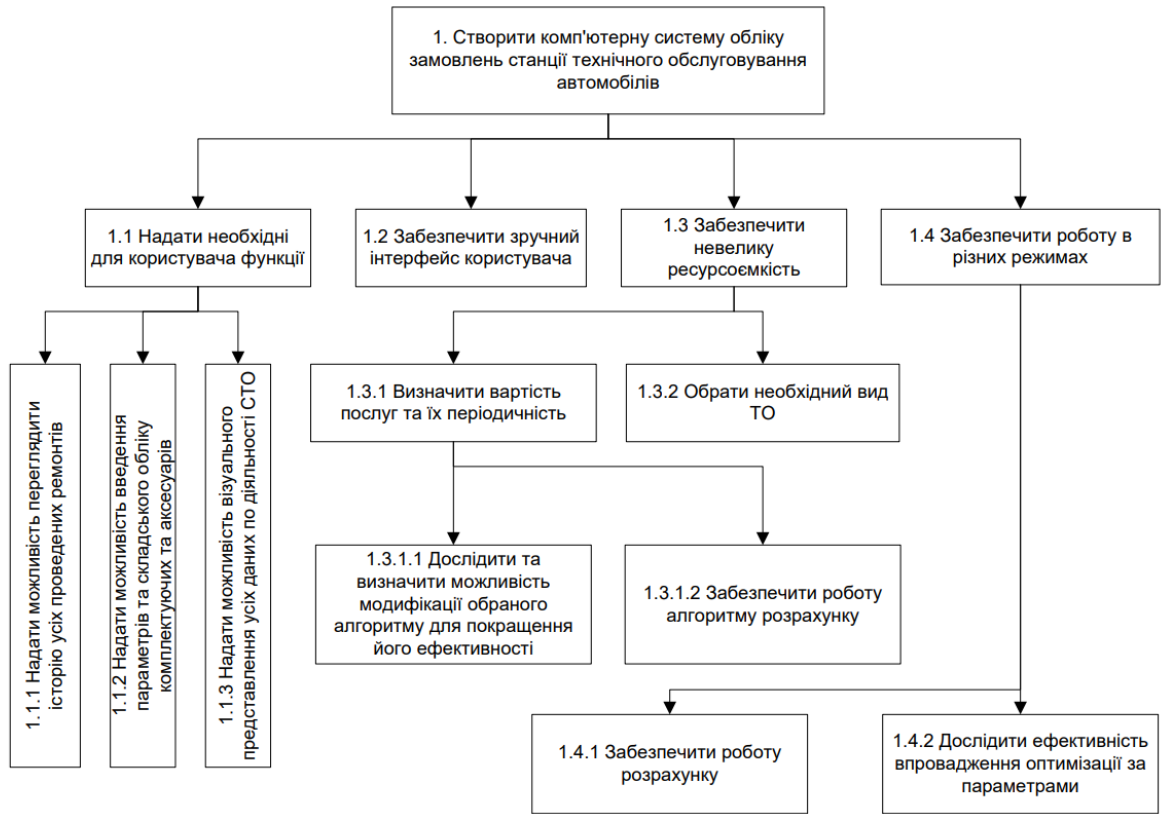 1. Створити комп'ютерну систему обліку
замовлень станції технічного обслуговування
автомобілів
1.1 Надати необхідні
для користувача функції
1.2 Забезпечити зручний
інтерфейс користувача
1.3 Забезпечити
невелику
ресурсоємкість
1.4 Забезпечити роботу в
різних режимах
1.1.1 Надати можливість переглядити
історію усіх проведених ремонтів
1.1.2 Надати можливість введення
параметрів та складського обліку
комплектуючих та аксесуарів
1.1.3 Надати можливість візуального
представлення усіх даних по діяльності СТО
1.3.1 Визначити вартість
послуг та їх періодичність
1.3.2 Обрати необхідний вид
ТО
1.3.1.1 Дослідити та
визначити можливість
модифікації обраного
алгоритму для покращення
його ефективності
1.3.1.2 Забезпечити роботу
алгоритму розрахунку
1.4.1 Забезпечити роботу
розрахунку
1.4.2 Дослідити ефективність
впровадження оптимізації за
параметрами